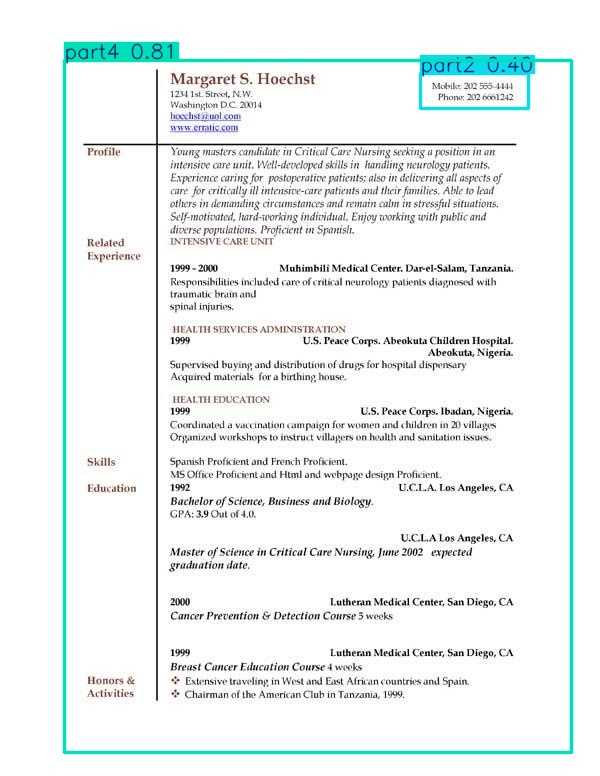 part4 0.81
part2 0.40
Margaret S. Hoechst
1234 1st. Street, N.W.
Washington D.C. 20014
hoechst@uol.com
www.erratic.com
Mobile: 202 555-4444
Phone: 202 6661242
Profile
Young masters candidate in Critical Care Nursing seeking a position in an
intensive care unit. Well-developed skills in handling neurology patients.
Experience caring for postoperative patients; also in delivering all aspects of
care for critically ill intensive-care patients and their families. Able to lead
others in demanding circumstances and remain calm in stressful situations.
Self-motivated, hard-working individual. Enjoy working with public and
diverse populations. Proficient in Spanish.
Related
Experience
INTENSIVE CARE UNIT
1999 - 2000 Muhimbili Medical Center. Dar-el-Salam, Tanzania.
Responsibilities included care of critical neurology patients diagnosed with
traumatic brain and
spinal injuries.
HEALTH SERVICES ADMINISTRATION
1999 U.S. Peace Corps. Abeokuta Children Hospital.
Abeokuta, Nigeria.
Supervised buying and distribution of drugs for hospital dispensary
Acquired materials for a birthing house.
HEALTH EDUCATION
1999 U.S. Peace Corps. Ibadan, Nigeria.
Coordinated a vaccination campaign for women and children in 20 villages
Organized workshops to instruct villagers on health and sanitation issues.
Skills
Spanish Proficient and French Proficient.
MS Office Proficient and Html and webpage design Proficient.
Education
1992 U.C.L.A. Los Angeles, CA
Bachelor of Science, Business and Biology.
GPA: 3.9 Out of 4.0.
U.C.L.A Los Angeles, CA
Master of Science in Critical Care Nursing, June 2002 expected
graduation date.
2000 Lutheran Medical Center, San Diego, CA
Cancer Prevention & Detection Course 5 weeks
1999 Lutheran Medical Center, San Diego, CA
Breast Cancer Education Course 4 weeks
Honors &
Activities
❖ Extensive traveling in West and East African countries and Spain.
❖ Chairman of the American Club in Tanzania, 1999.